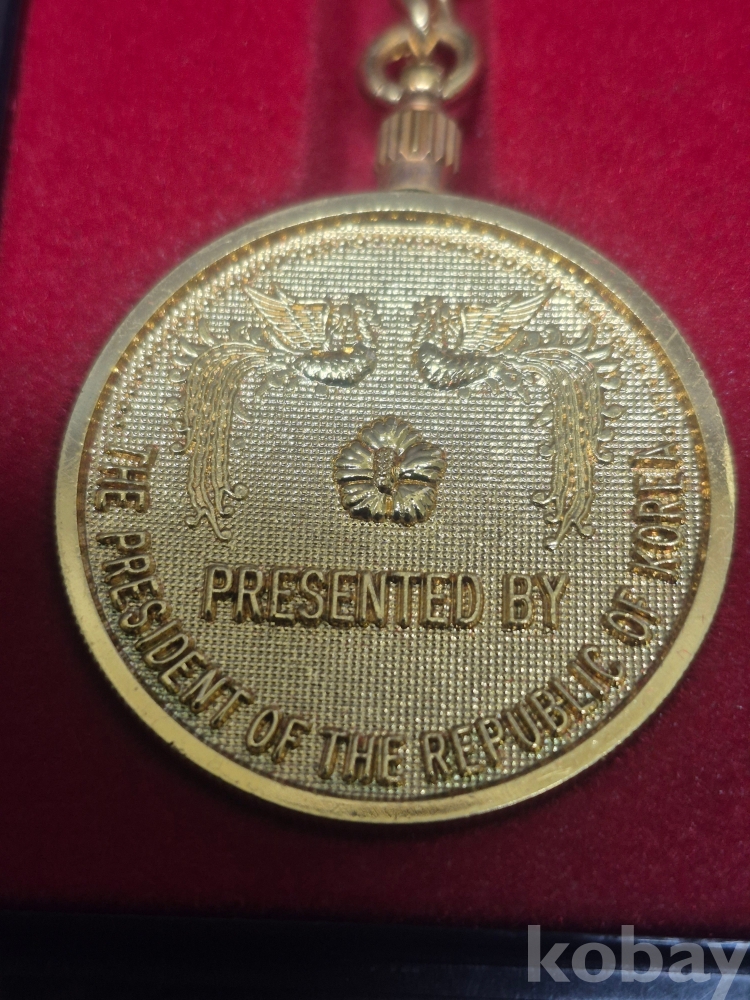 PRESENTED BY
THE PRESIDENT OF THE REPUBLIC OF KOREA
kobay